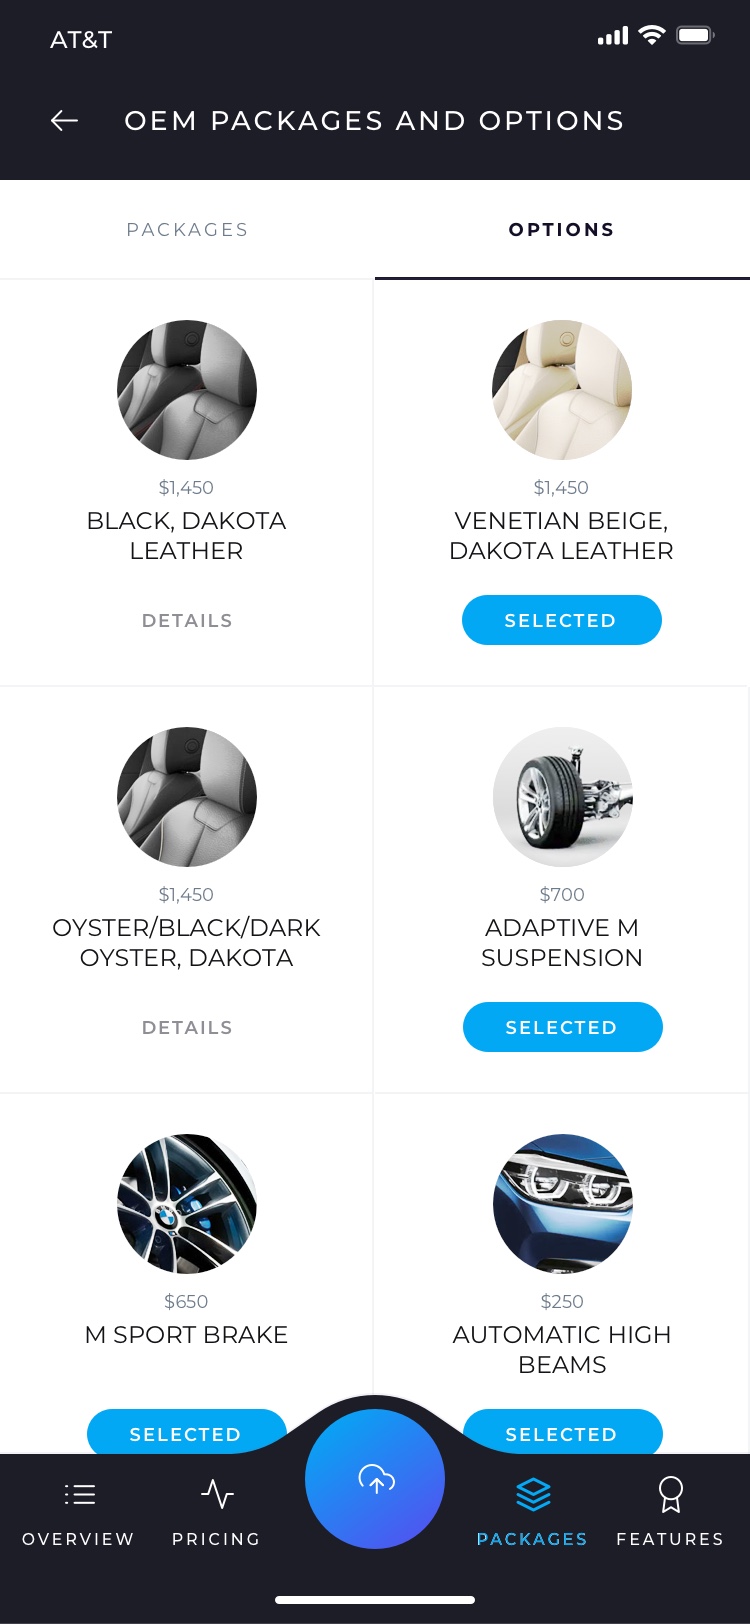 AT&T
OEM PACKAGES AND OPTIONS
PACKAGES
OPTIONS
$1,450
BLACK, DAKOTA
LEATHER
DETAILS
$1,450
VENETIAN BEIGE,
DAKOTA LEATHER
SELECTED
$1,450
OYSTER/BLACK/DARK
OYSTER, DAKOTA
DETAILS
$700
ADAPTIVE M
SUSPENSION
SELECTED
$650
M SPORT BRAKE
SELECTED
$250
AUTOMATIC HIGH
BEAMS
SELECTED
OVERVIEW
PRICING
PACKAGES
FEATURES